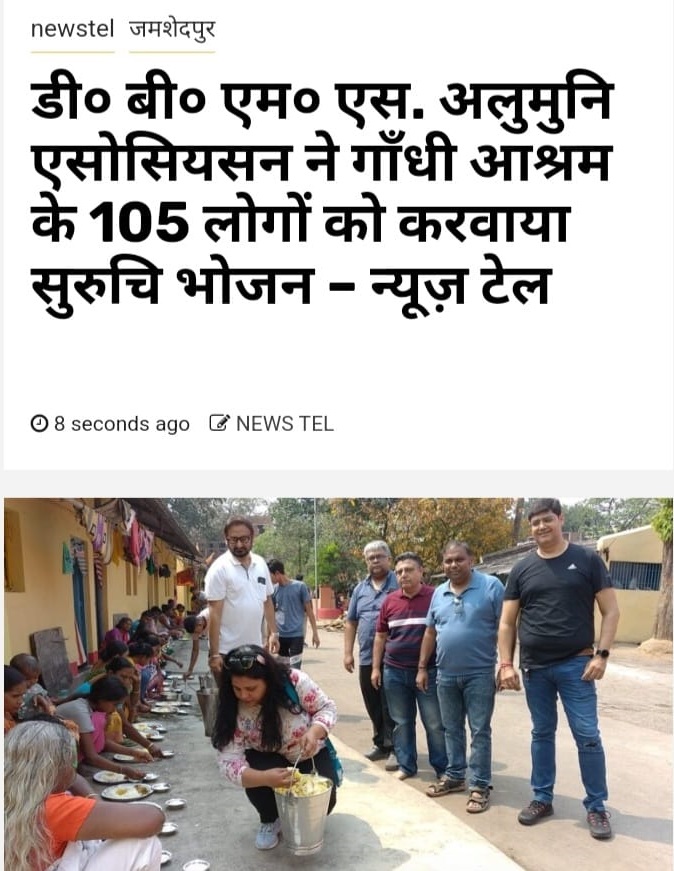 newstel जमशेदपुर
डी० बी० एम० एस. अलुमुनि
एसोसियसन ने गाँधी आश्रम
के 105 लोगों को करवाया
सुरुचि भोजन – न्यूज़ टेल
8 seconds ago NEWS TEL